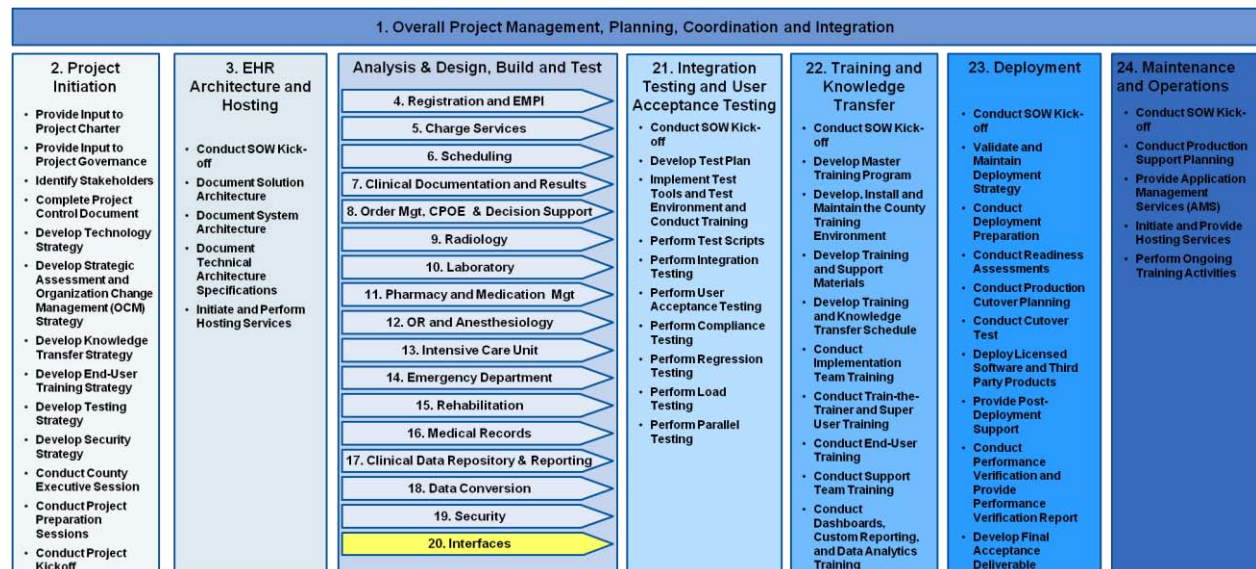 1. Overall Project Management, Planning, Coordination and Integration
2. Project
Initiation
• Provide Input to
Project Charter
• Provide Input to
Project Governance
• Identify Stakeholders
• Complete Project
Control Document
• Develop Technology
Strategy
• Develop Strategic
Assessment and
Organization Change
Management (OCM)
Strategy
• Develop Knowledge
Transfer Strategy
• Develop End-User
Training Strategy
• Develop Testing
Strategy
• Develop Security
Strategy
• Conduct County
Executive Session
• Conduct Project
Preparation
Sessions
• Conduct Project
Kickoff
3. EHR
Architecture and
Hosting
• Conduct SOW Kick-
off
• Document Solution
Architecture
• Document System
Architecture
• Document
Technical
Architecture
Specifications
• Initiate and Perform
Hosting Services
Analysis & Design, Build and Test
4. Registration and EMPI
5. Charge Services
6. Scheduling
7. Clinical Documentation and Results
8. Order Mgt, CPOE & Decision Support
9. Radiology
10. Laboratory
11. Pharmacy and Medication Mgt
12. OR and Anesthesiology
13. Intensive Care Unit
14. Emergency Department
15. Rehabilitation
16. Medical Records
17. Clinical Data Repository & Reporting
18. Data Conversion
19. Security
20. Interfaces
21. Integration
Testing and User
Acceptance Testing
• Conduct SOW Kick-
off
• Develop Test Plan
• Implement Test
Tools and Test
Environment and
Conduct Training
• Perform Test Scripts
• Perform Integration
Testing
• Perform User
Acceptance Testing
• Perform Compliance
Testing
• Perform Regression
Testing
• Perform Load
Testing
• Perform Parallel
Testing
22. Training and
Knowledge
Transfer
• Conduct SOW Kick-
off
• Develop Master
Training Program
• Develop, Install and
Maintain the County
Training
Environment
• Develop Training
and Support
Materials
• Develop Training
and Knowledge
Transfer Schedule
• Conduct
Implementation
Team Training
• Conduct Train-the-
Trainer and Super
User Training
• Conduct End-User
Training
• Conduct Support
Team Training
• Conduct
Dashboards,
Custom Reporting,
and Data Analytics
Training
23. Deployment
• Conduct SOW Kick-
off
• Validate and
Maintain
Deployment
Strategy
• Conduct
Deployment
Preparation
• Conduct Readiness
Assessments
• Conduct Production
Cutover Planning
• Conduct Cutover
Test
• Deploy Licensed
Software and Third
Party Products
• Provide Post-
Deployment
Support
• Conduct
Performance
Verification and
Provide
Performance
Verification Report
• Develop Final
Acceptance
Deliverable
24. Maintenance
and Operations
• Conduct SOW Kick-
off
• Conduct Production
Support Planning
• Provide Application
Management
Services (AMS)
• Initiate and Provide
Hosting Services
• Perform Ongoing
Training Activities